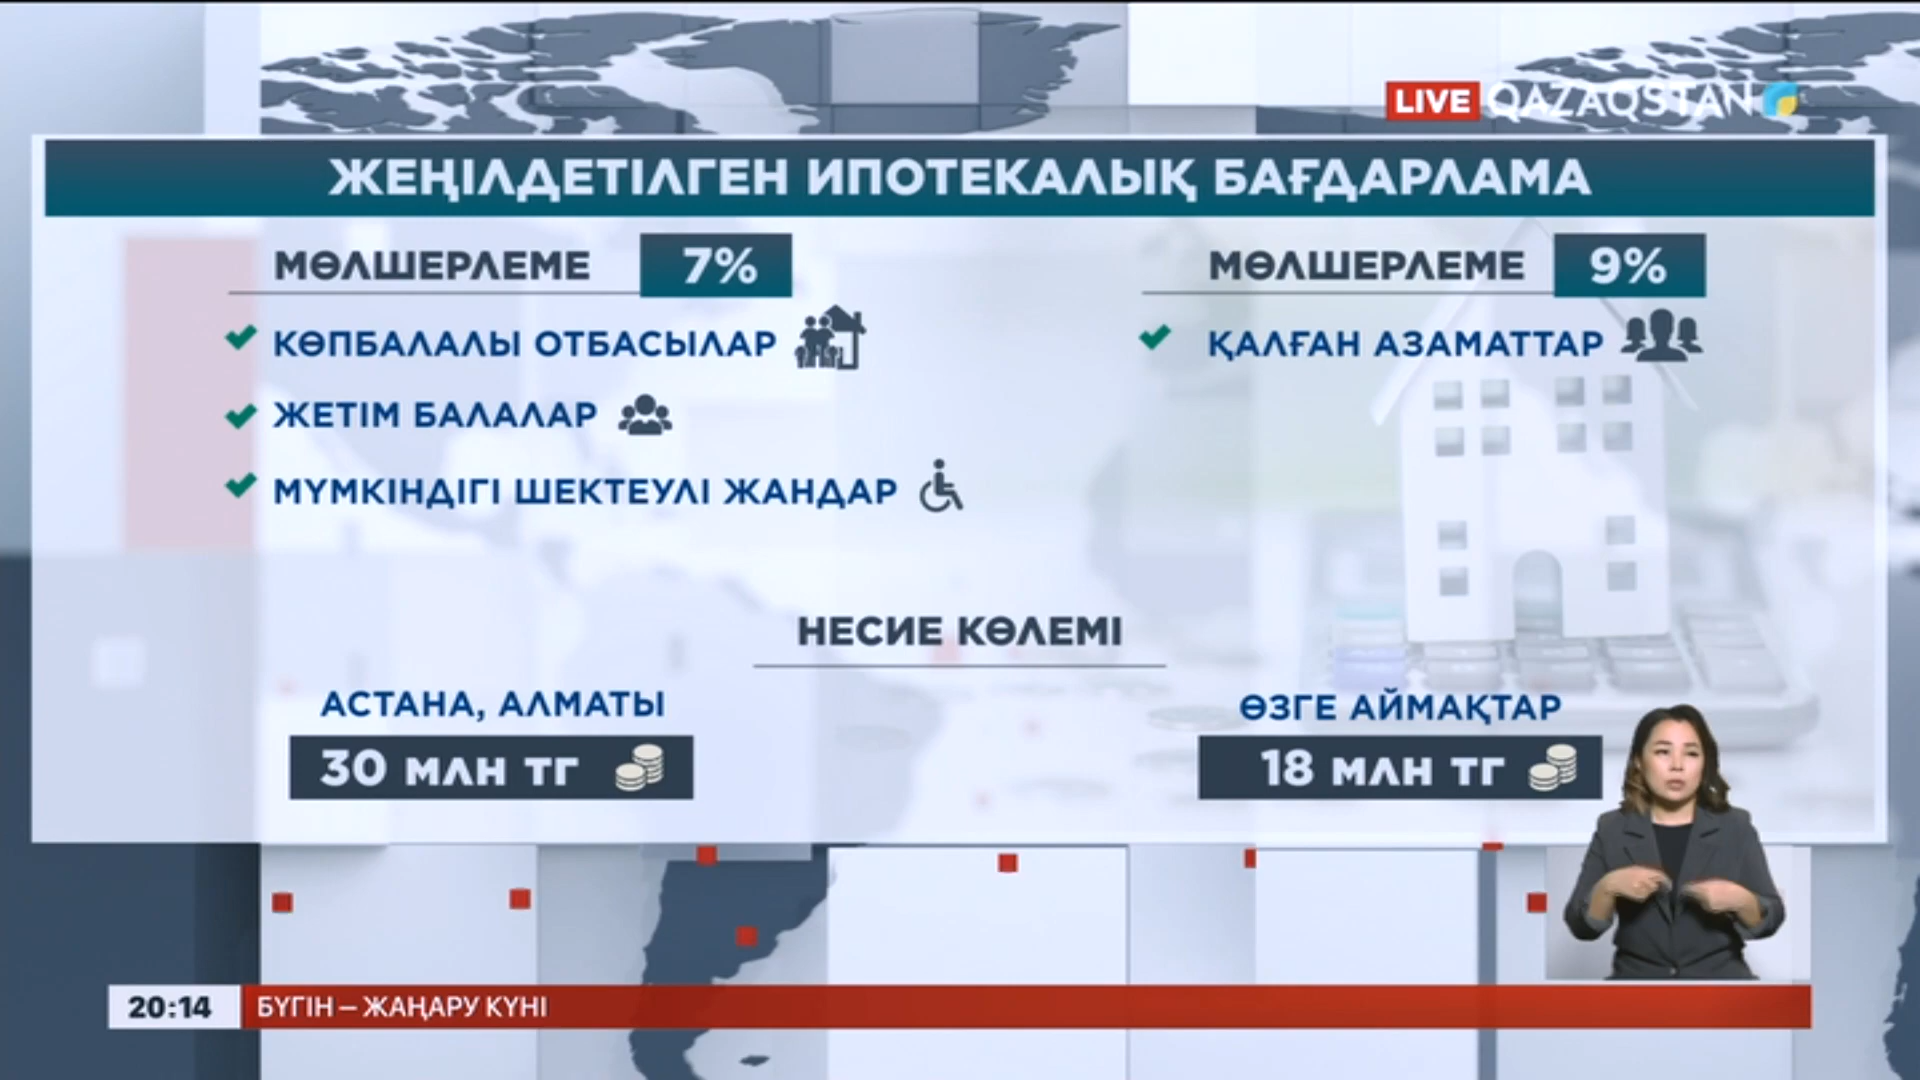 LIVE QAZAQSTAN
ЖЕҢІЛДЕТІЛГЕН ИПОТЕКАЛЫҚ БАҒДАРЛАМА
МӨЛШЕРЛЕМЕ 7%
КӨПБАЛАЛЫ ОТБАСЫЛАР
ЖЕТІМ БАЛАЛАР
МҮМКІНДІГІ ШЕКТЕУЛІ ЖАНДАР
МӨЛШЕРЛЕМЕ 9%
ҚАЛҒАН АЗАМАТТАР
НЕСИЕ КӨЛЕМІ
АСТАНА, АЛМАТЫ
30 МЛН ТГ
ӨЗГЕ АЙМАҚТАР
18 МЛН ТГ
20:14 БҮГІН – ЖАҢАРУ КҮНІ